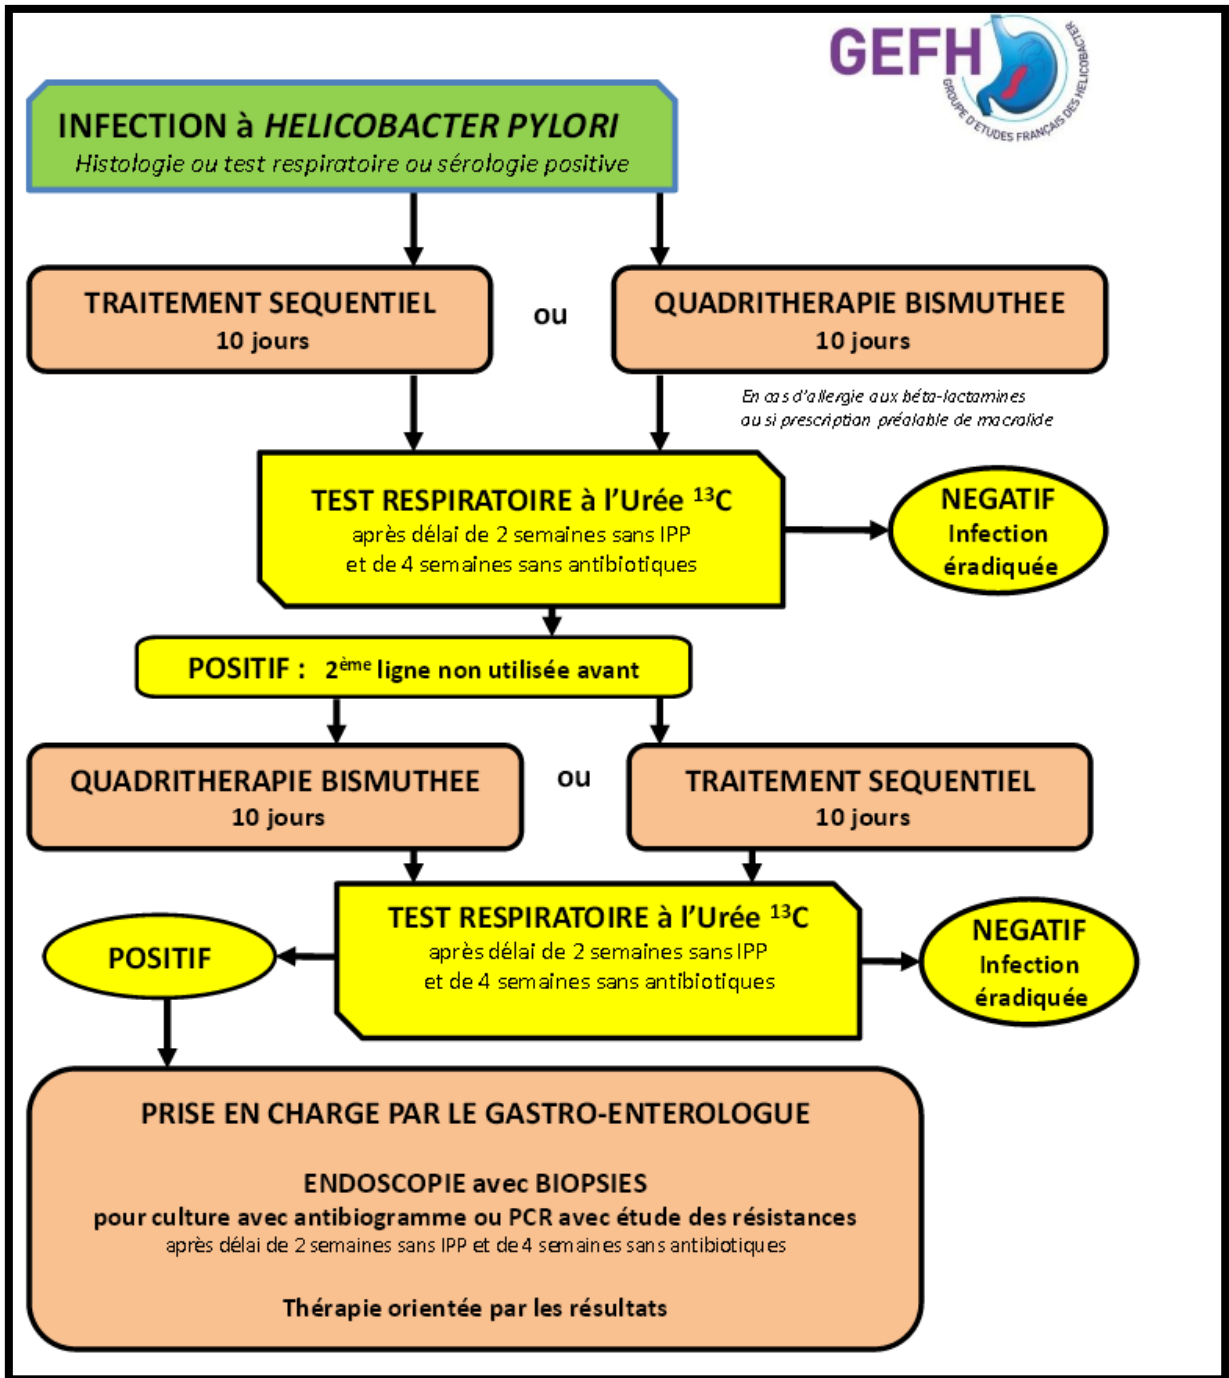 GEFH
GROUPE D'ETUDES FRANÇAIS DES HELICOBACTER
INFECTION à HELICOBACTER PYLORI
Histologie ou test respiratoire ou sérologie positive
TRAITEMENT SEQUENTIEL
10 jours
ou
QUADRITHERAPIE BISMUTHEE
10 jours
En cas d'allergie aux béta-lactamines
ou si prescription préalable de macrolide
TEST RESPIRATOIRE à l'Urée ¹³C
après délai de 2 semaines sans IPP
et de 4 semaines sans antibiotiques
NEGATIF
Infection
éradiquée
POSITIF : 2ème ligne non utilisée avant
QUADRITHERAPIE BISMUTHEE
10 jours
ou
TRAITEMENT SEQUENTIEL
10 jours
TEST RESPIRATOIRE à l'Urée ¹³C
après délai de 2 semaines sans IPP
et de 4 semaines sans antibiotiques
POSITIF
NEGATIF
Infection
éradiquée
PRISE EN CHARGE PAR LE GASTRO-ENTEROLOGUE
ENDOSCOPIE avec BIOPSIES
pour culture avec antibiogramme ou PCR avec étude des résistances
après délai de 2 semaines sans IPP et de 4 semaines sans antibiotiques
Thérapie orientée par les résultats